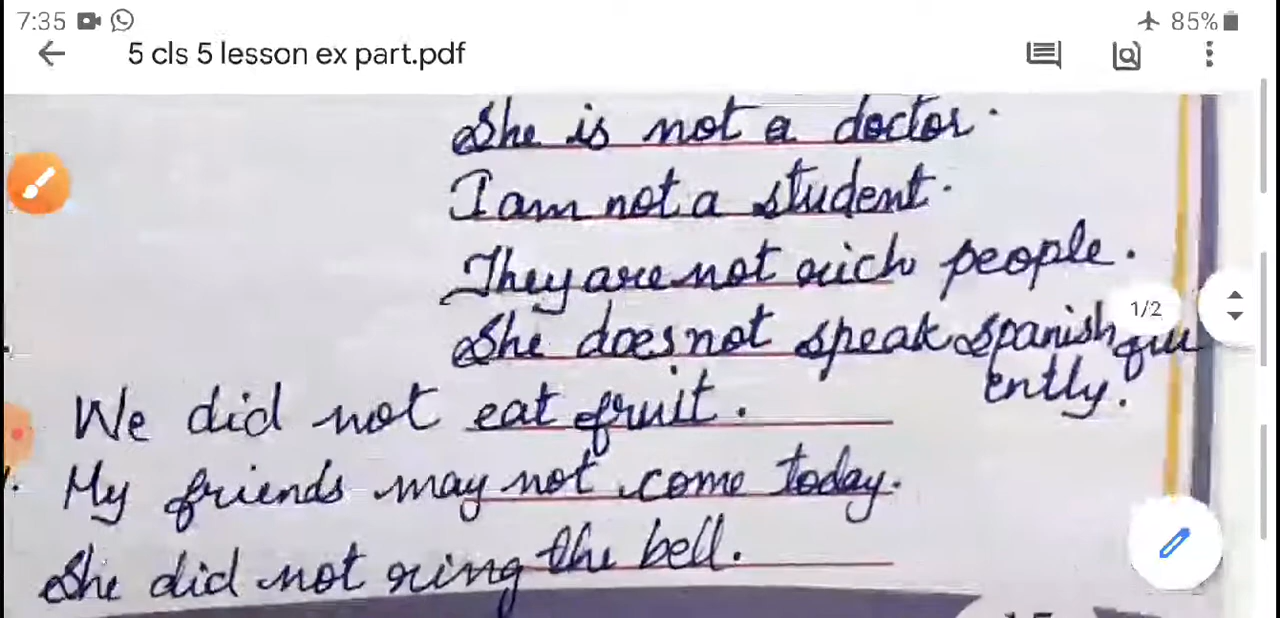 7:35 85%
5 cls 5 lesson ex part.pdf
She is not a doctor.
I am not a student.
They are not rich people.
1/2
She does not speak Spanish flu
ently.
We did not eat fruit.
My friends may not come today.
She did not ring the bell.